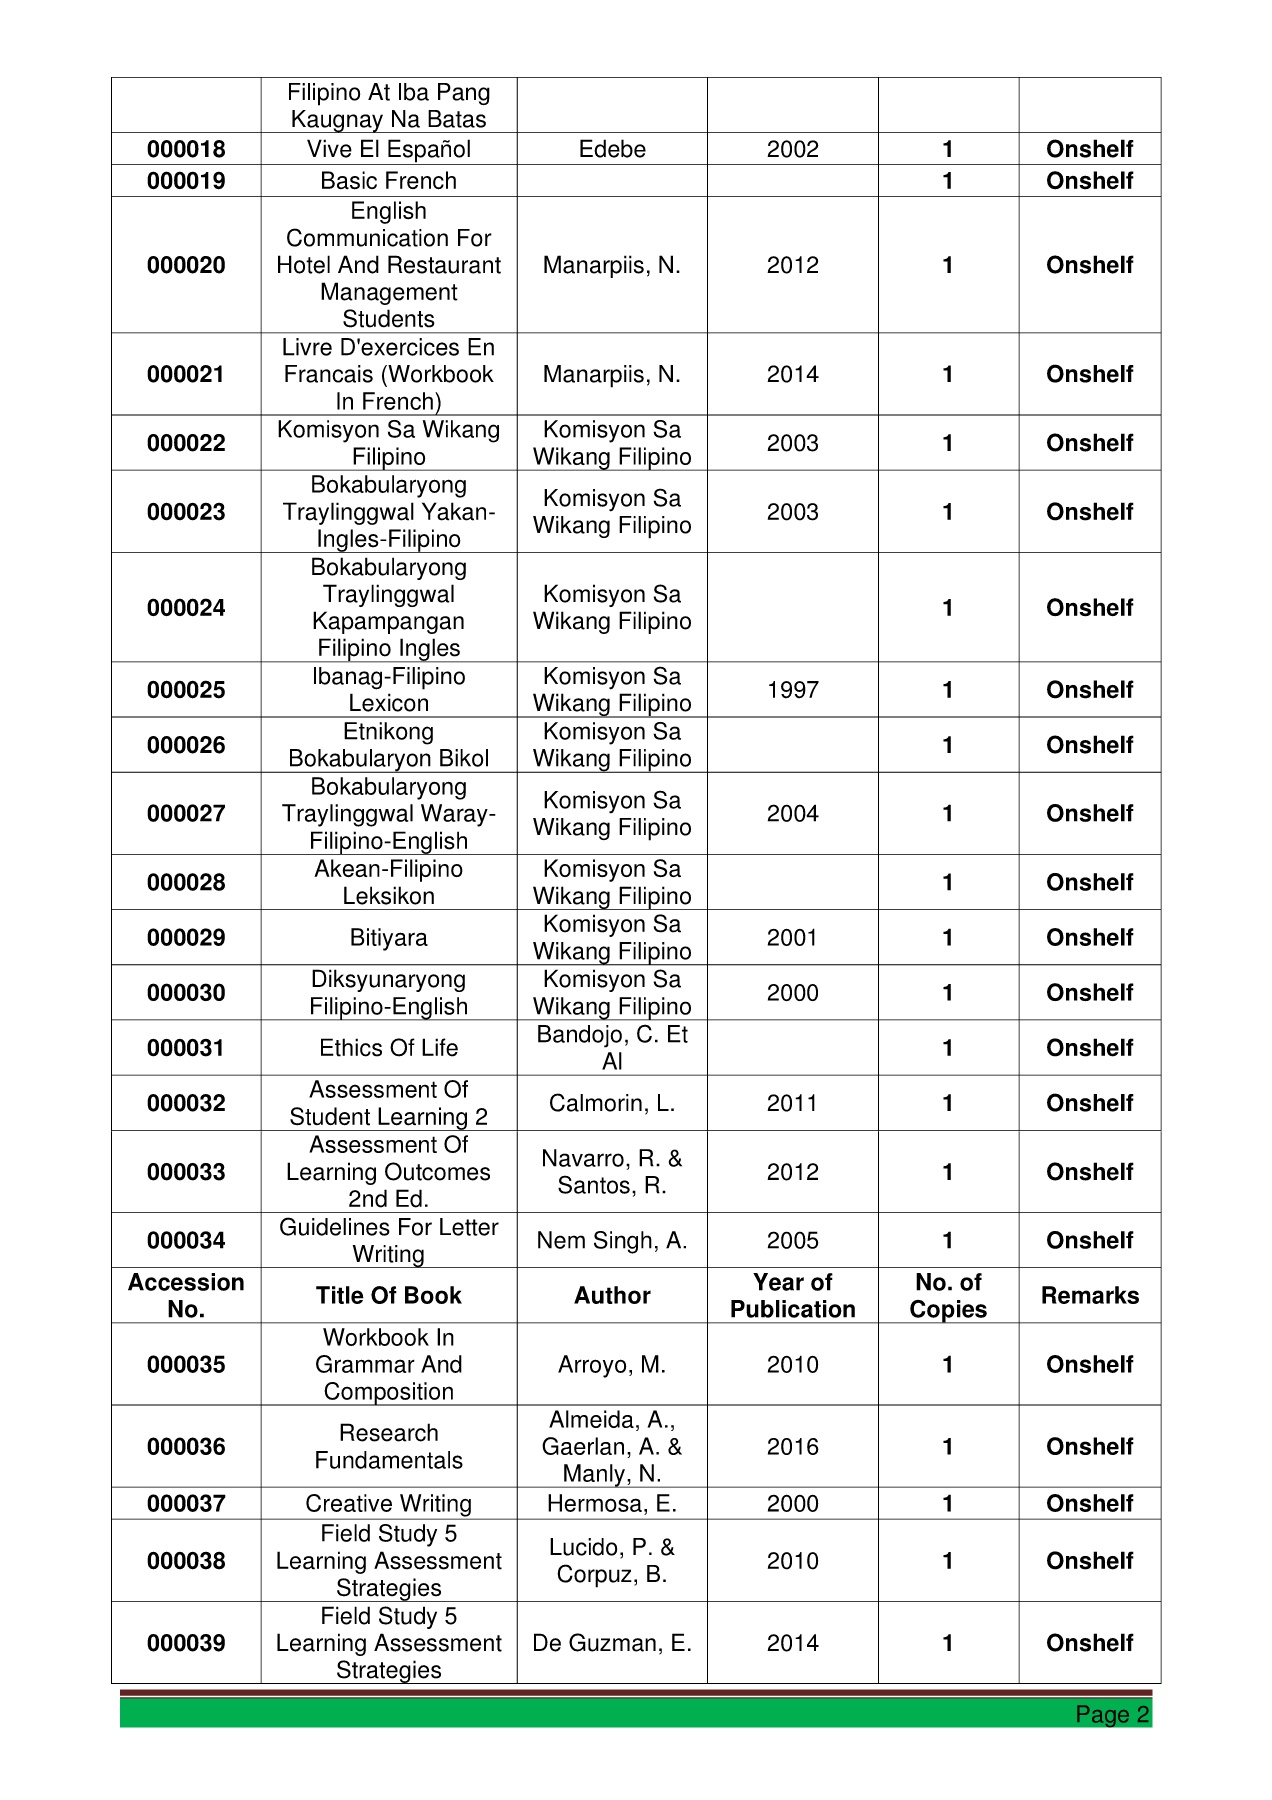 Filipino At Iba Pang
Kaugnay Na Batas
000018 Vive El Español Edebe 2002 1 Onshelf
000019 Basic French 1 Onshelf
English
Communication For
000020 Hotel And Restaurant Manarpiis, N. 2012 1 Onshelf
Management
Students
Livre D'exercices En
000021 Francais (Workbook Manarpiis, N. 2014 1 Onshelf
In French)
000022 Komisyon Sa Wikang Filipino Komisyon Sa Wikang Filipino 2003 1 Onshelf
Bokabularyong
000023 Traylinggwal Yakan- Komisyon Sa Wikang Filipino 2003 1 Onshelf
Ingles-Filipino
Bokabularyong
Traylinggwal
000024 Kapampangan Komisyon Sa Wikang Filipino 1 Onshelf
Filipino Ingles
000025 Ibanag-Filipino Lexicon Komisyon Sa Wikang Filipino 1997 1 Onshelf
000026 Etnikong Bokabularyon Bikol Komisyon Sa Wikang Filipino 1 Onshelf
Bokabularyong
000027 Traylinggwal Waray- Komisyon Sa Wikang Filipino 2004 1 Onshelf
Filipino-English
000028 Akean-Filipino Leksikon Komisyon Sa Wikang Filipino 1 Onshelf
000029 Bitiyara Komisyon Sa Wikang Filipino 2001 1 Onshelf
000030 Diksyunaryong Filipino-English Komisyon Sa Wikang Filipino 2000 1 Onshelf
000031 Ethics Of Life Bandojo, C. Et Al 1 Onshelf
000032 Assessment Of Student Learning 2 Calmorin, L. 2011 1 Onshelf
Assessment Of
000033 Learning Outcomes Navarro, R. & Santos, R. 2012 1 Onshelf
2nd Ed.
000034 Guidelines For Letter Writing Nem Singh, A. 2005 1 Onshelf
Accession No. Title Of Book Author Year of Publication No. of Copies Remarks
Workbook In
000035 Grammar And Arroyo, M. 2010 1 Onshelf
Composition
000036 Research Fundamentals Almeida, A., Gaerlan, A. & Manly, N. 2016 1 Onshelf
000037 Creative Writing Hermosa, E. 2000 1 Onshelf
Field Study 5
000038 Learning Assessment Lucido, P. & Corpuz, B. 2010 1 Onshelf
Strategies
Field Study 5
000039 Learning Assessment De Guzman, E. 2014 1 Onshelf
Strategies
Page 2